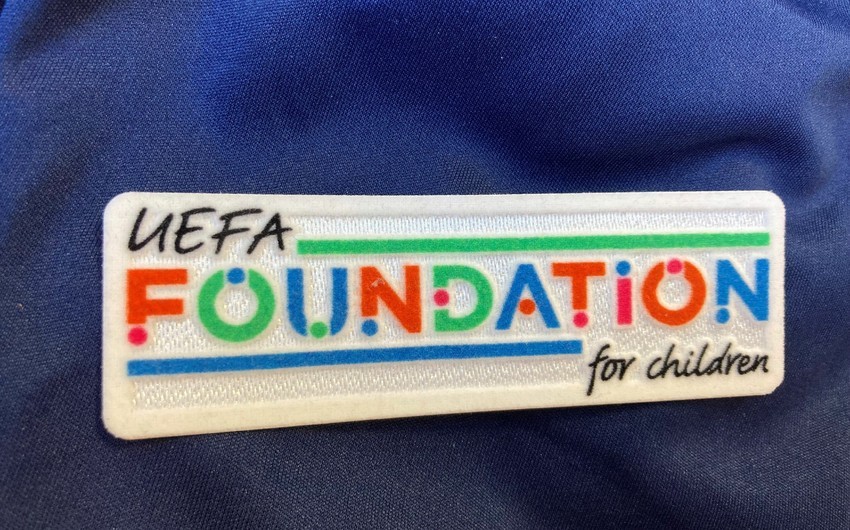 UEFA
FOUNDATION
for children